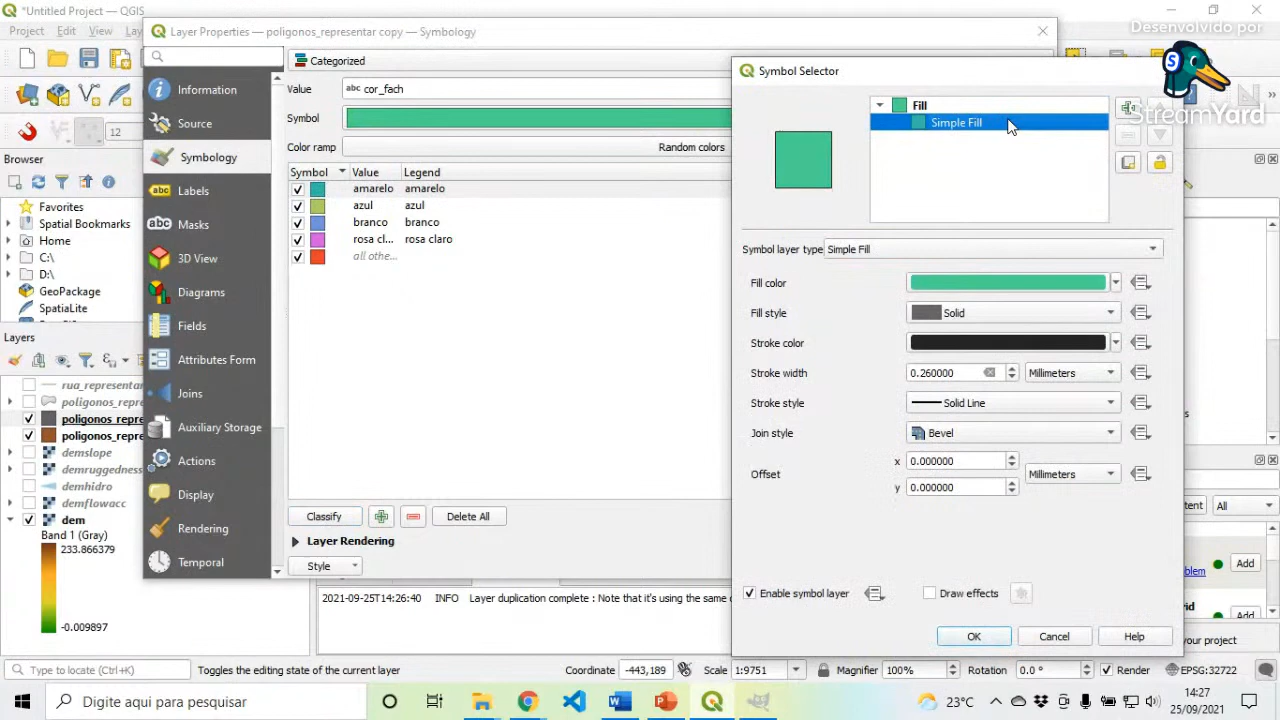 *Untitled Project — QGIS
Project Edit
Layer Properties — poligonos_representar copy — Symbology
Desenvolvido por
StreamYard
Information
Source
Symbology
Labels
Masks
3D View
Diagrams
Fields
Attributes Form
Joins
Auxiliary Storage
Actions
Display
Rendering
Temporal
Categorized
Value abc cor_fach
Symbol
Color ramp Random colors
Symbol Value Legend
amarelo amarelo
azul azul
branco branco
rosa cl... rosa claro
all othe...
Classify Delete All
Layer Rendering
Style
Symbol Selector
Fill
Simple Fill
Symbol layer type Simple Fill
Fill color
Fill style Solid
Stroke color
Stroke width 0.260000 Millimeters
Stroke style Solid Line
Join style Bevel
Offset x 0.000000 Millimeters
y 0.000000
Enable symbol layer Draw effects
OK Cancel Help
12
Browser
Favorites
Spatial Bookmarks
Home
C:\
D:\
GeoPackage
SpatiaLite
Layers
rua_representar
poligonos_repre
poligonos_repre
poligonos_repre
demslope
demruggedness
demhidro
demflowacc
dem
Band 1 (Gray)
233.866379
-0.009897
2021-09-25T14:26:40 INFO Layer duplication complete : Note that it's using the same
All
Add
Add
your project
Type to locate (Ctrl+K) Toggles the editing state of the current layer Coordinate -443,189 Scale 1:9751 Magnifier 100% Rotation 0.0 ° Render EPSG:32722
Digite aqui para pesquisar 23°C 14:27
25/09/2021